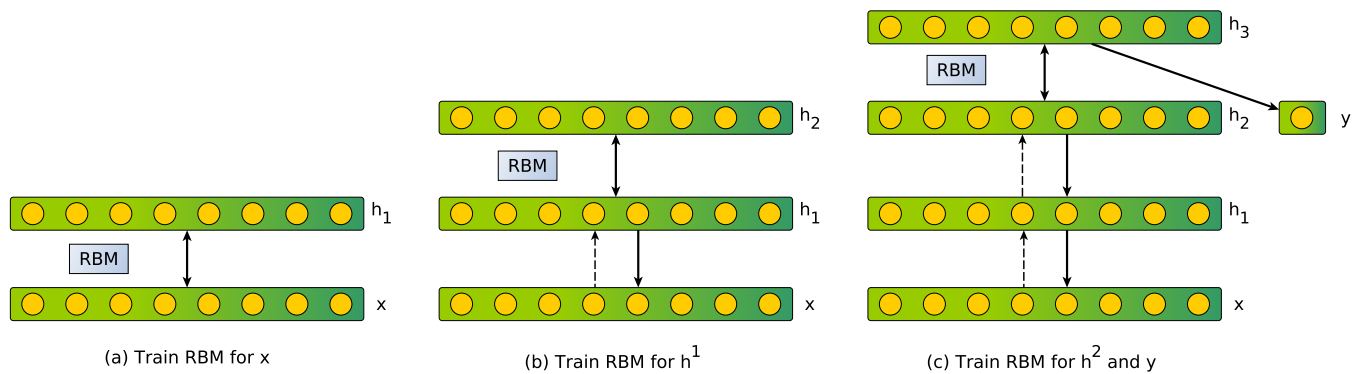 h3
RBM
h2
y
h2
RBM
h1
h1
h1
RBM
x
x
x
(a) Train RBM for x
(b) Train RBM for h1
(c) Train RBM for h2 and y